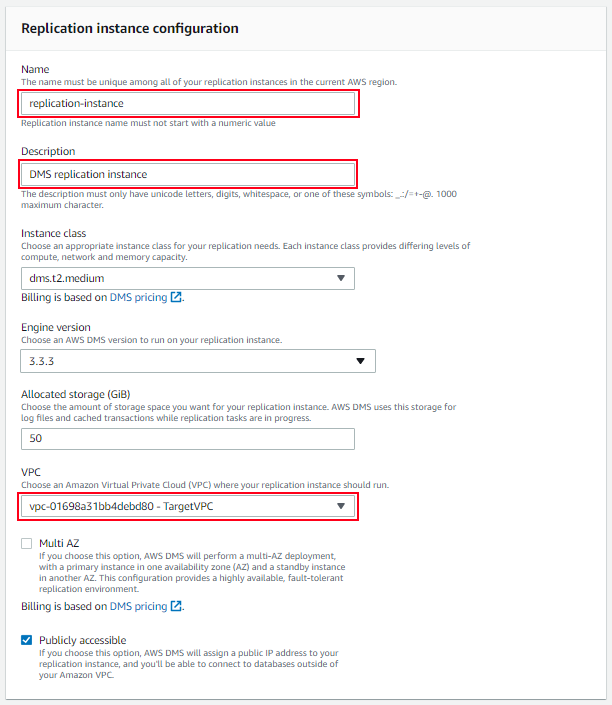 Replication instance configuration
Name
The name must be unique among all of your replication instances in the current AWS region.
replication-instance
Replication instance name must not start with a numeric value
Description
DMS replication instance
The description must only have unicode letters, digits, whitespace, or one of these symbols: _.:/=+-@. 1000
maximum character.
Instance class
Choose an appropriate instance class for your replication needs. Each instance class provides differing levels of
compute, network and memory capacity.
dms.t2.medium
Billing is based on DMS pricing.
Engine version
Choose an AWS DMS version to run on your replication instance.
3.3.3
Allocated storage (GiB)
Choose the amount of storage space you want for your replication instance. AWS DMS uses this storage for
log files and cached transactions while replication tasks are in progress.
50
VPC
Choose an Amazon Virtual Private Cloud (VPC) where your replication instance should run.
vpc-01698a31bb4debd80 - TargetVPC
Multi AZ
If you choose this option, AWS DMS will perform a multi-AZ deployment,
with a primary instance in one availability zone (AZ) and a standby instance
in another AZ. This configuration provides a highly available, fault-tolerant
replication environment.
Billing is based on DMS pricing.
Publicly accessible
If you choose this option, AWS DMS will assign a public IP address to your
replication instance, and you'll be able to connect to databases outside of
your Amazon VPC.